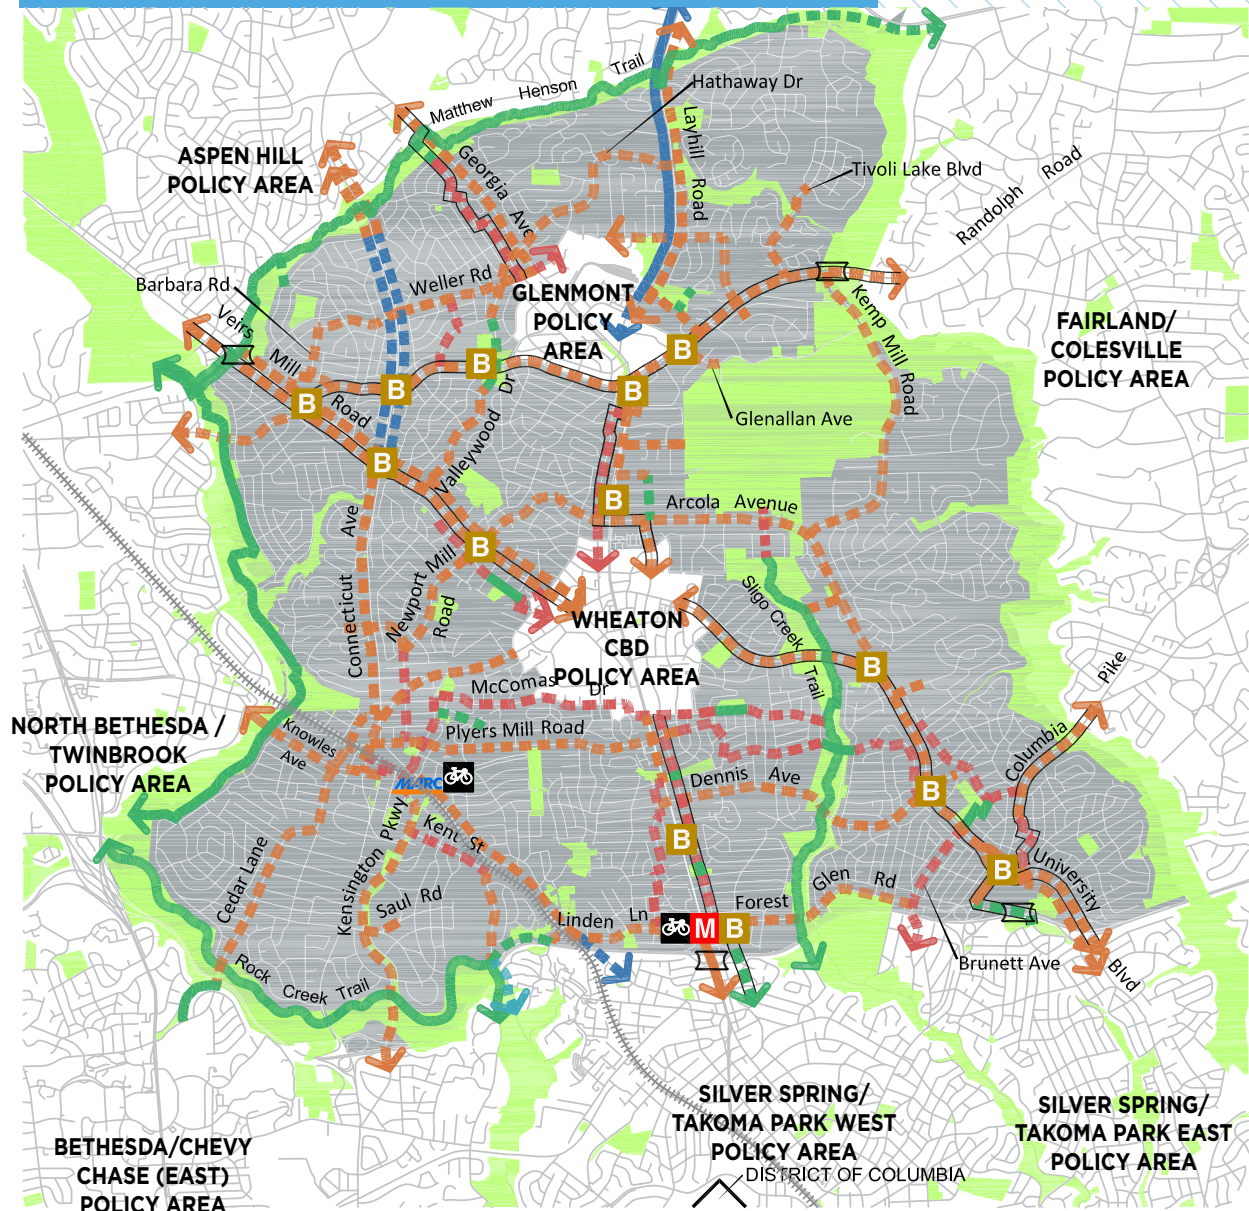 Matthew Henson Trail
Hathaway Dr
Layhill Road
Georgia Ave
ASPEN HILL
POLICY AREA
Tivoli Lake Blvd
Randolph Road
Barbara Rd
Weller Rd
Veirs Mill Road
GLENMONT
POLICY
AREA
Kemp Mill Road
FAIRLAND/
COLESVILLE
POLICY AREA
B
B
B
B
B
B
Valleywood Dr
Glenallan Ave
B
B
Arcola Avenue
Connecticut Ave
B
Newport Mill Road
Sligo Creek Trail
WHEATON
CBD
POLICY AREA
B
McComas Dr
Plyers Mill Road
NORTH BETHESDA /
TWINBROOK
POLICY AREA
Knowles Ave
Columbia Pike
MARC
Dennis Ave
B
Kensington Pkwy
Kent St
B
Cedar Lane
Saul Rd
Glen Rd
B
University Blvd
Linden Ln
Forest
M
B
Brunett Ave
Rock Creek Trail
SILVER SPRING/
TAKOMA PARK WEST
POLICY AREA
SILVER SPRING/
TAKOMA PARK EAST
POLICY AREA
BETHESDA/CHEVY
CHASE (EAST)
POLICY AREA
DISTRICT OF COLUMBIA